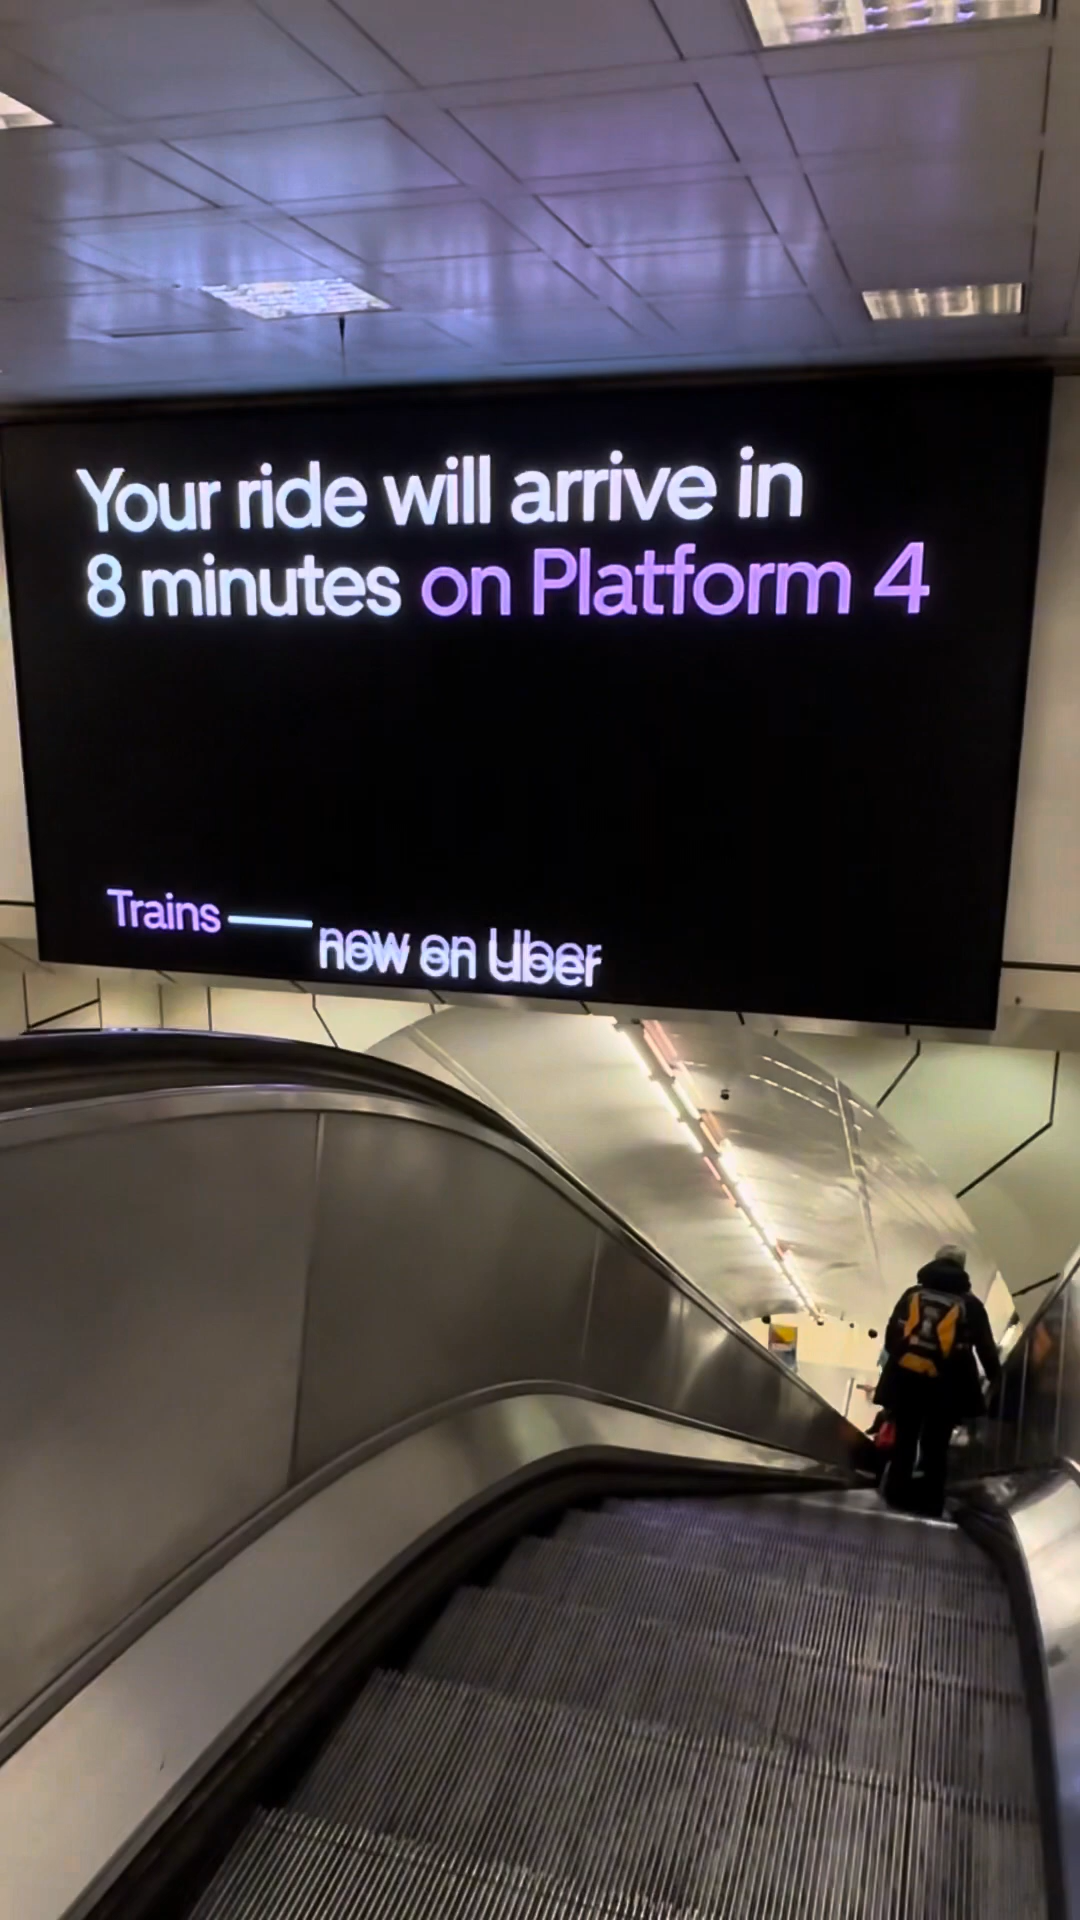 Your ride will arrive in
8 minutes on Platform 4
Trains — now on Uber